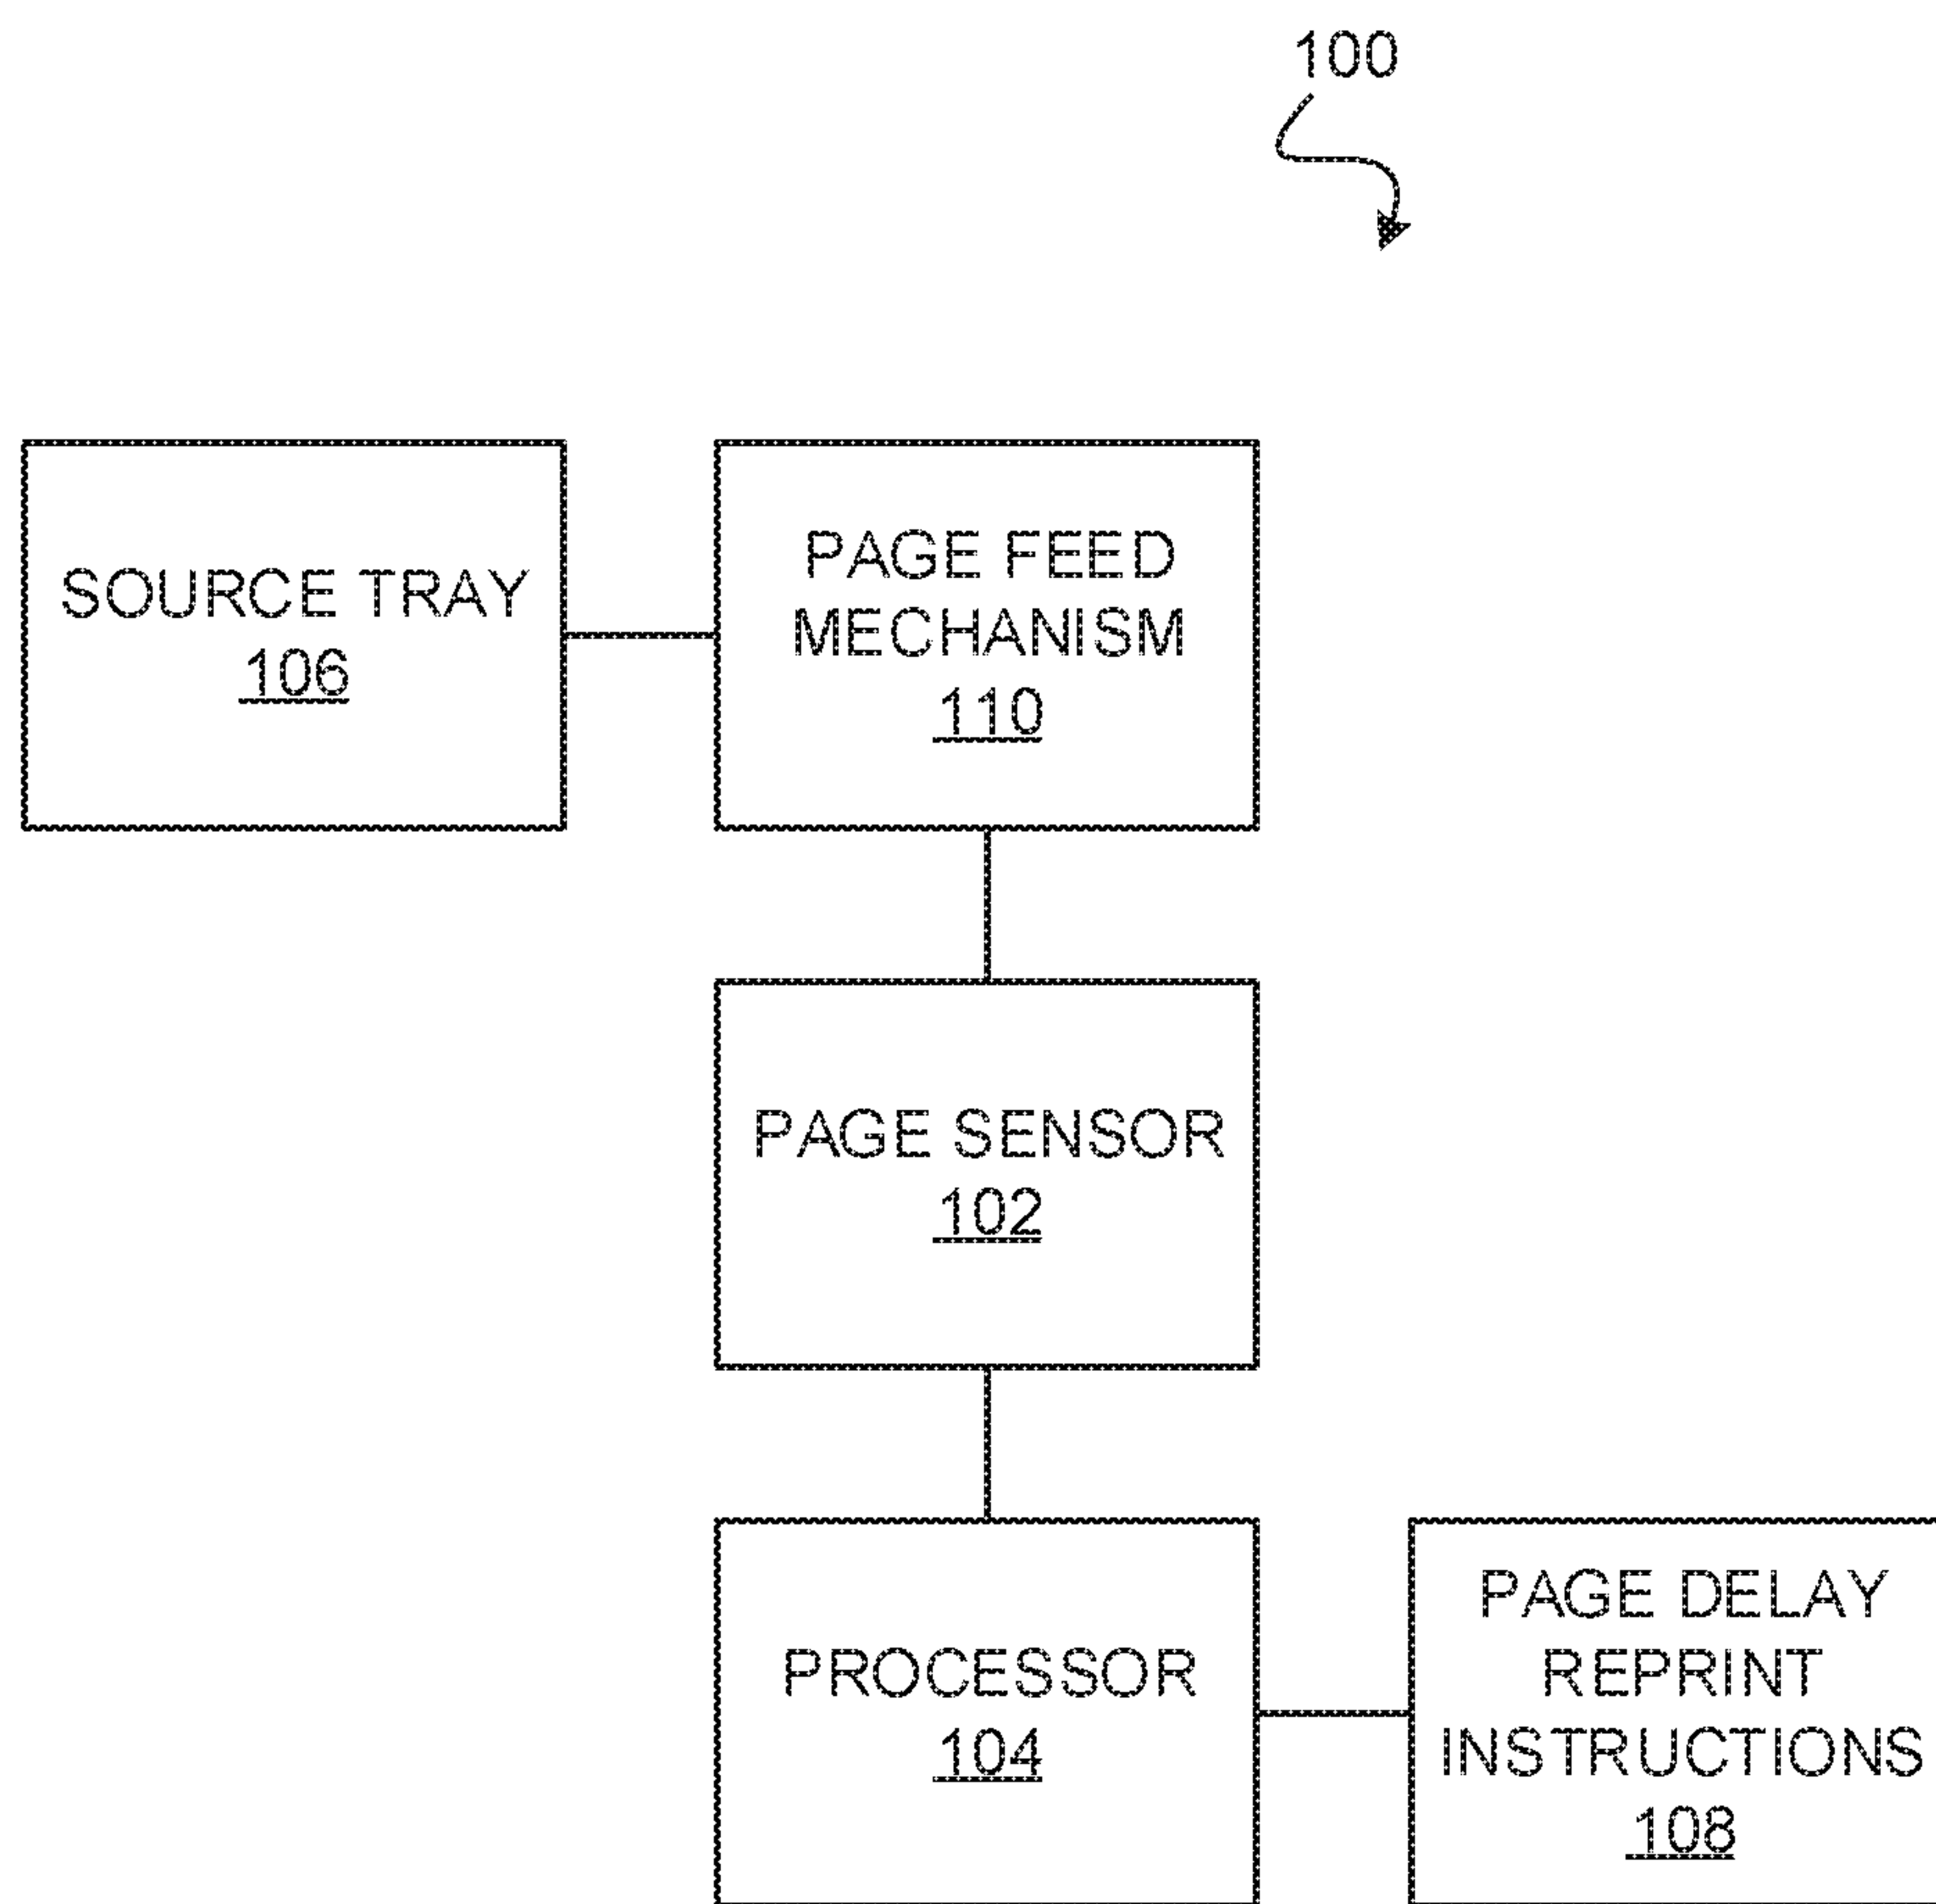 100
SOURCE TRAY
106
PAGE FEED
MECHANISM
110
PAGE SENSOR
102
PROCESSOR
104
PAGE DELAY
REPRINT
INSTRUCTIONS
108